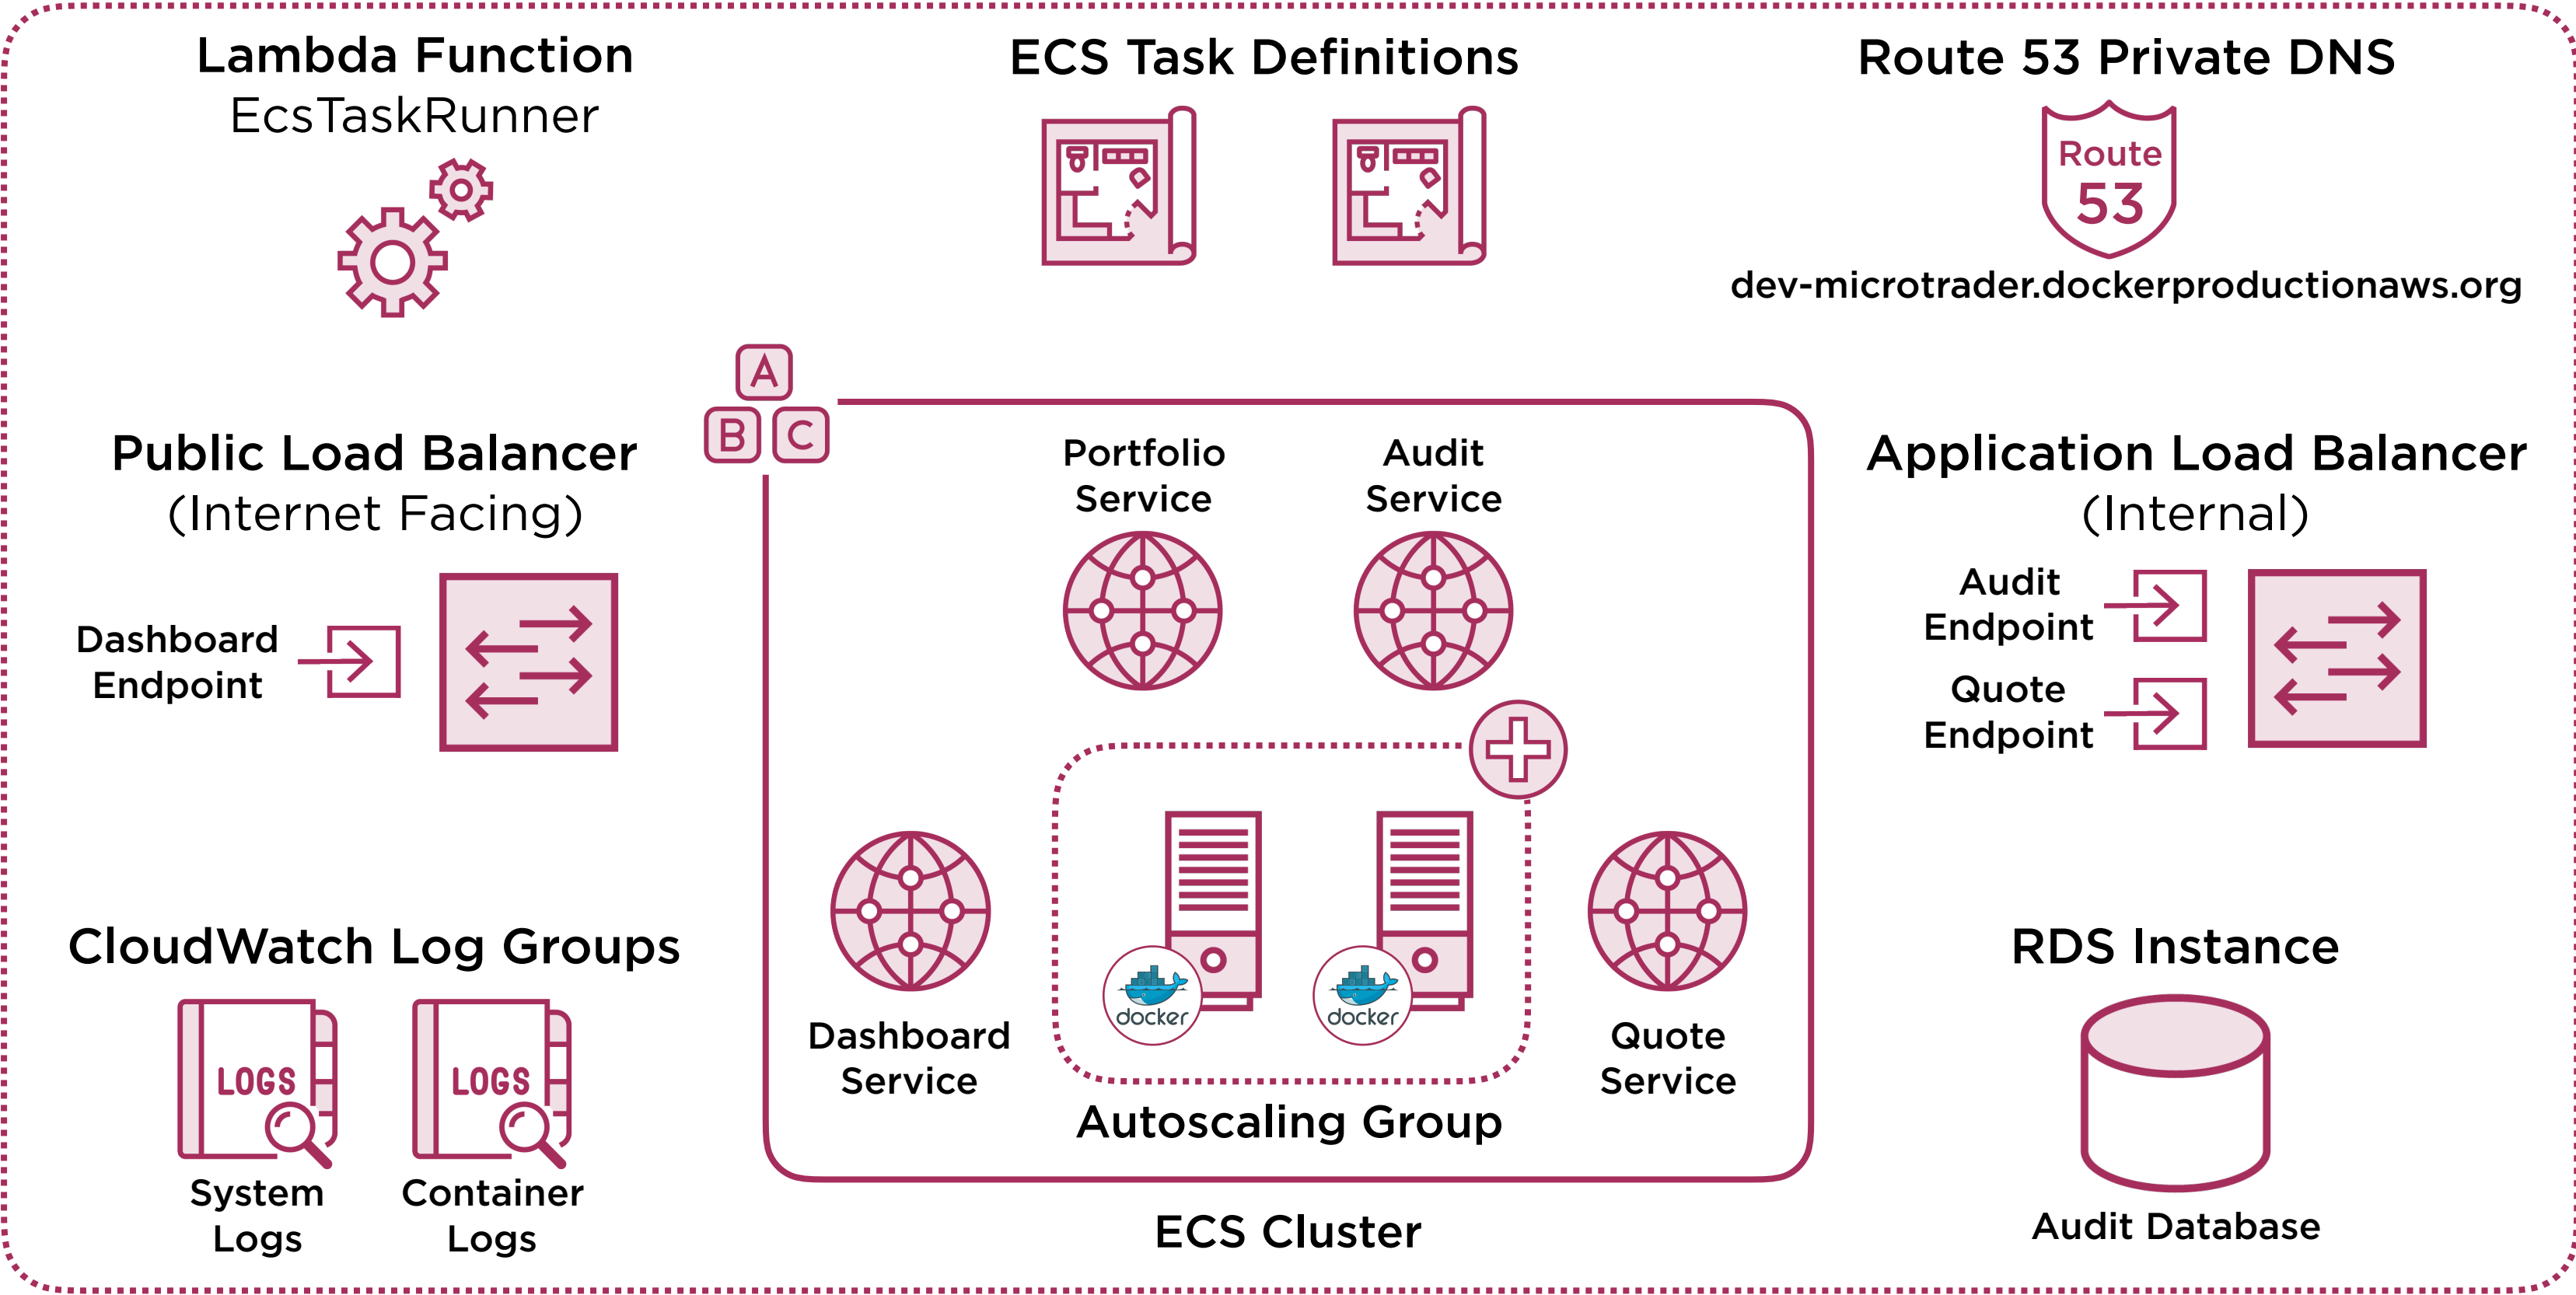 Lambda Function
EcsTaskRunner
ECS Task Definitions
Route 53 Private DNS
Route
53
dev-microtrader.dockerproductionaws.org
A
B
C
Public Load Balancer
(Internet Facing)
Dashboard
Endpoint
Portfolio
Service
Audit
Service
Application Load Balancer
(Internal)
Audit
Endpoint
Quote
Endpoint
CloudWatch Log Groups
LOGS
LOGS
System
Logs
Container
Logs
Dashboard
Service
docker
docker
Quote
Service
Autoscaling Group
ECS Cluster
RDS Instance
Audit Database